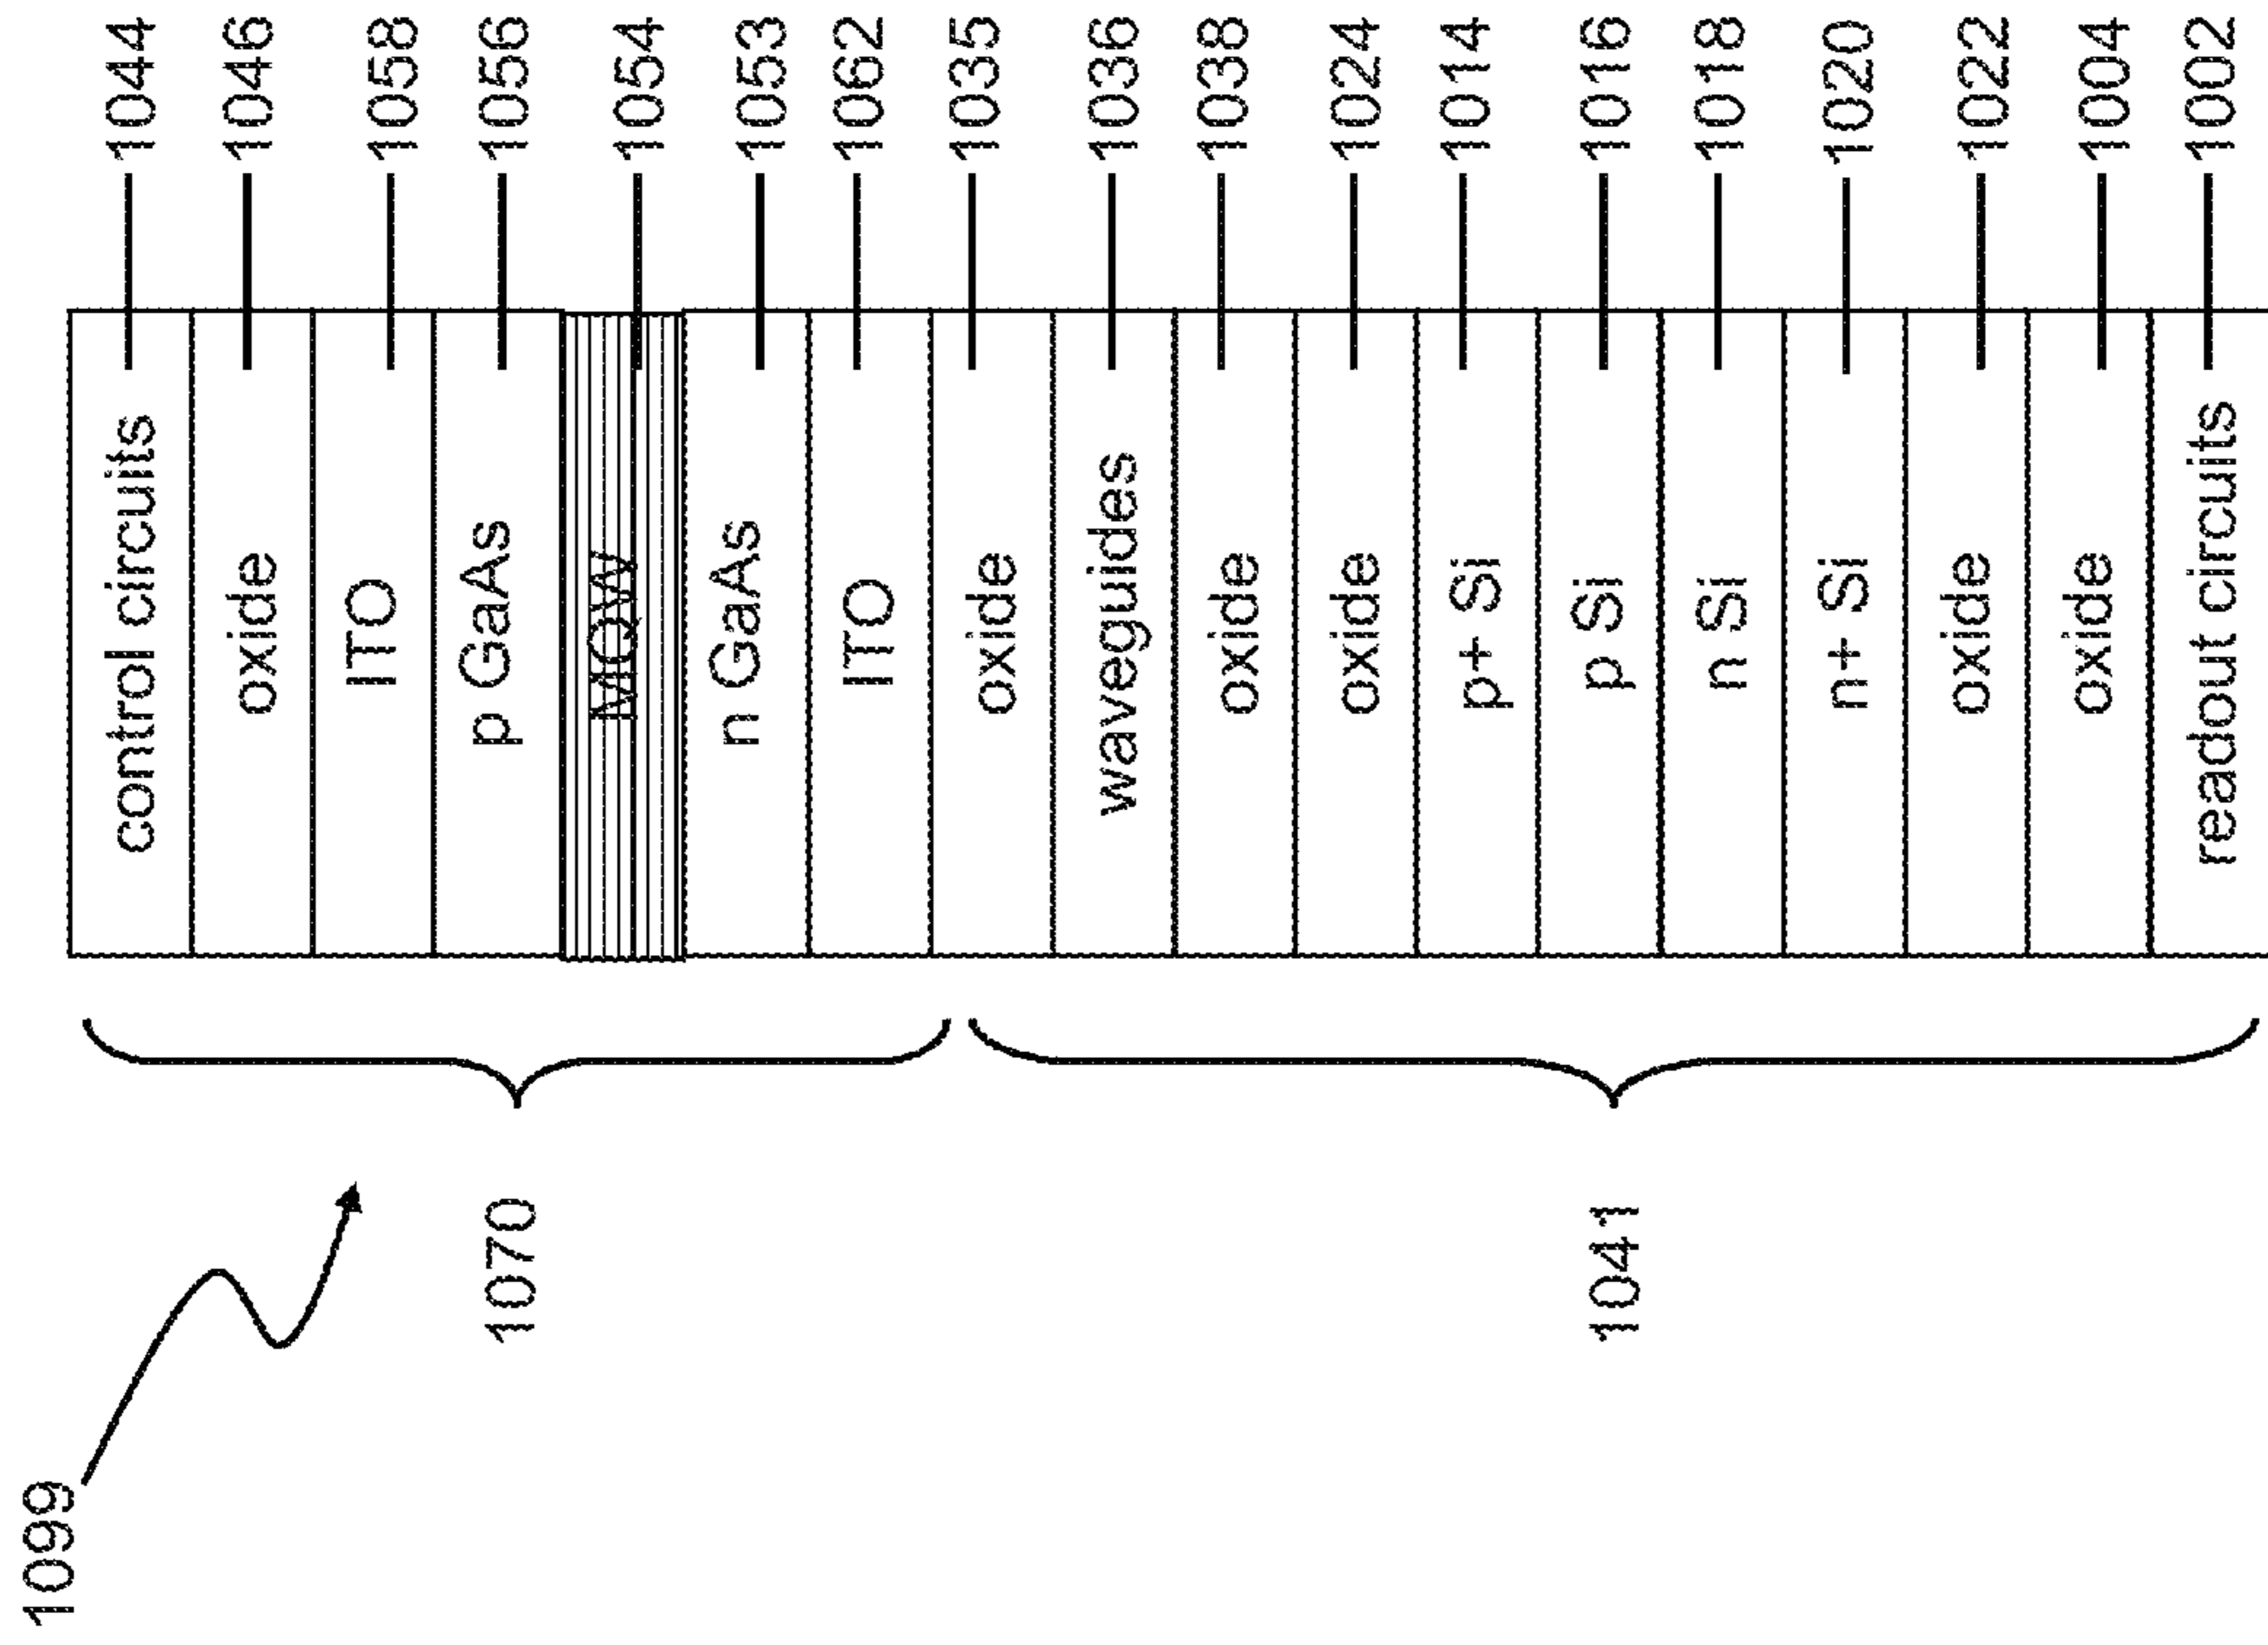 control circuits 1044
oxide 1046
ITO 1058
p GaAs 1056
MQW 1054
n GaAs 1053
ITO 1062
oxide 1035
waveguides 1036
oxide 1038
oxide 1024
p+ Si 1014
p Si 1016
n Si 1018
n+ Si 1020
oxide 1022
oxide 1004
readout circuits 1002
1099
1070
1041